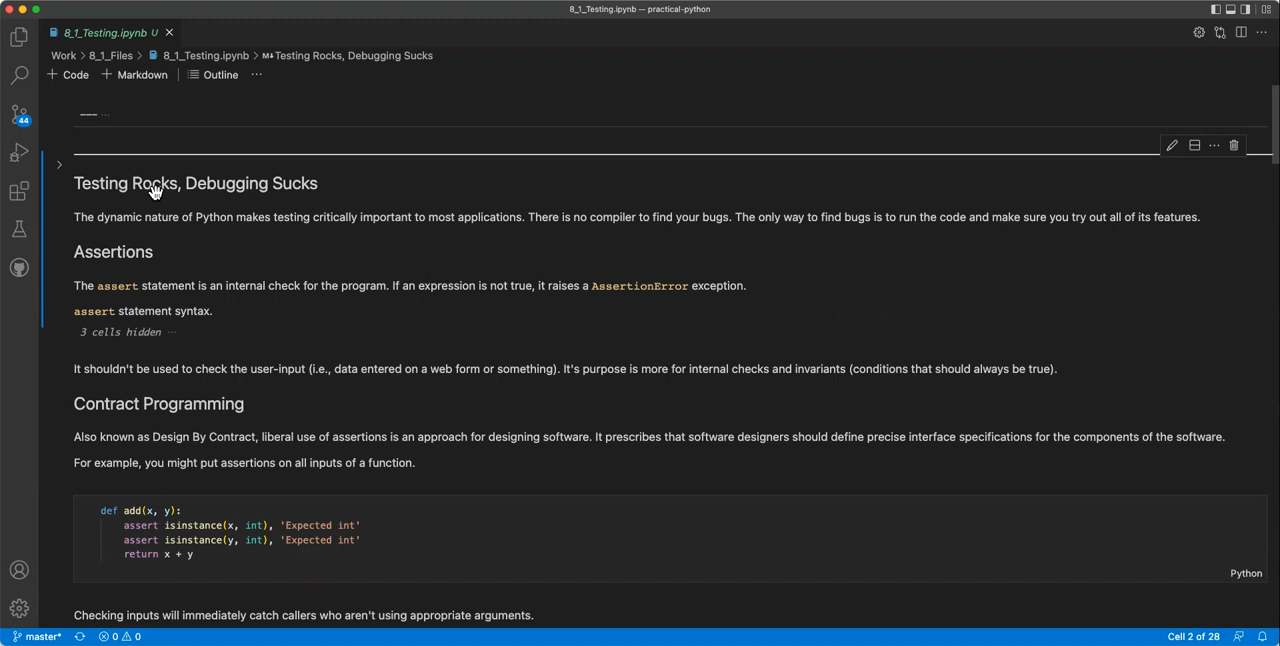 8_1_Testing.ipynb — practical-python
8_1_Testing.ipynb U
Work > 8_1_Files > 8_1_Testing.ipynb > M↓Testing Rocks, Debugging Sucks
+ Code + Markdown Outline ...
---- ...
44
Testing Rocks, Debugging Sucks
The dynamic nature of Python makes testing critically important to most applications. There is no compiler to find your bugs. The only way to find bugs is to run the code and make sure you try out all of its features.
Assertions
The assert statement is an internal check for the program. If an expression is not true, it raises a AssertionError exception.
assert statement syntax.
3 cells hidden ...
It shouldn't be used to check the user-input (i.e., data entered on a web form or something). It's purpose is more for internal checks and invariants (conditions that should always be true).
Contract Programming
Also known as Design By Contract, liberal use of assertions is an approach for designing software. It prescribes that software designers should define precise interface specifications for the components of the software.
For example, you might put assertions on all inputs of a function.
def add(x, y):
assert isinstance(x, int), 'Expected int'
assert isinstance(y, int), 'Expected int'
return x + y
Python
Checking inputs will immediately catch callers who aren't using appropriate arguments.
master* 0 0 Cell 2 of 28